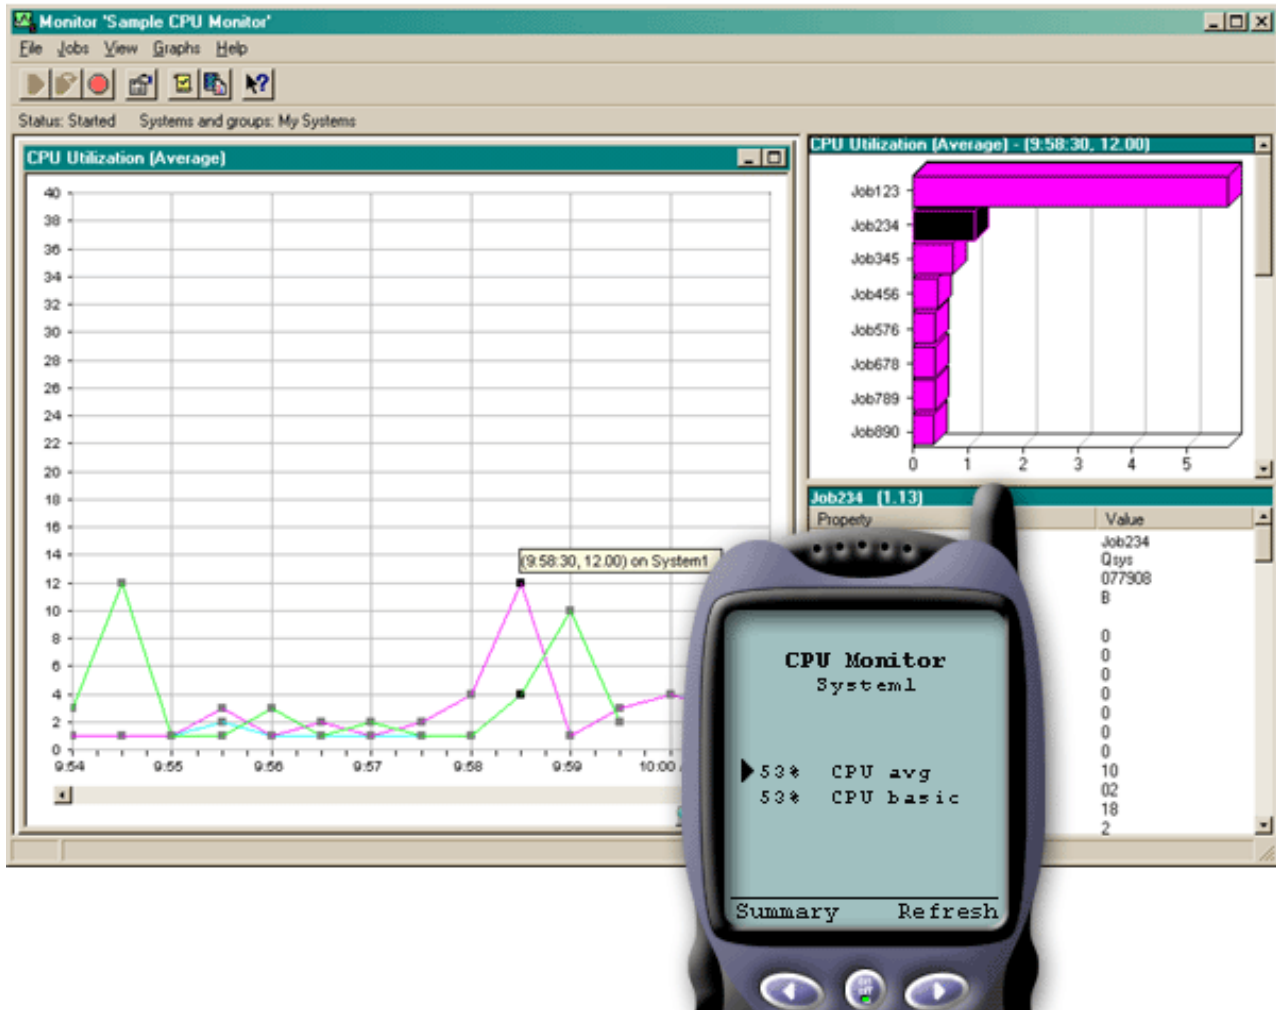 Monitor 'Sample CPU Monitor'
File Jobs View Graphs Help
Status: Started Systems and groups: My Systems
CPU Utilization (Average)
40
38
36
34
32
30
28
26
24
22
20
18
16
14
12
10
8
6
4
2
0
9:54 9:55 9:56 9:57 9:58 9:59 10:00
(9:58:30, 12.00) on System1
CPU Utilization (Average) - (9:58:30, 12.00)
Job123
Job234
Job345
Job456
Job576
Job678
Job789
Job890
0 1 2 3 4 5
Job234 (1.13)
Property Value
Job234
Qsys
077908
B
0
0
0
0
0
0
0
10
02
18
2
CPU Monitor
System1
53% CPU avg
53% CPU basic
Summary Refresh